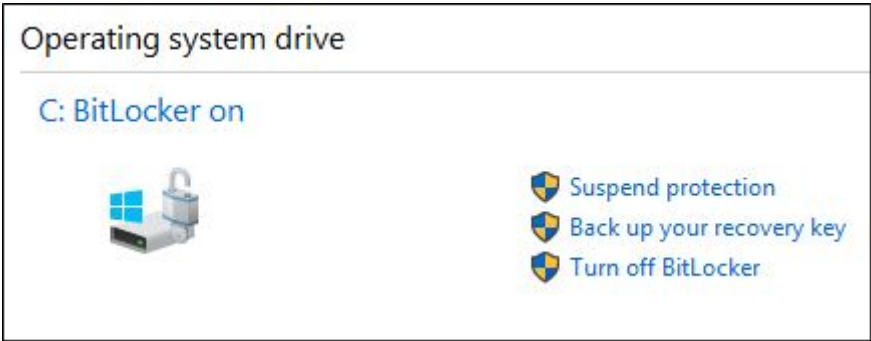 Operating system drive
C: BitLocker on
Suspend protection
Back up your recovery key
Turn off BitLocker